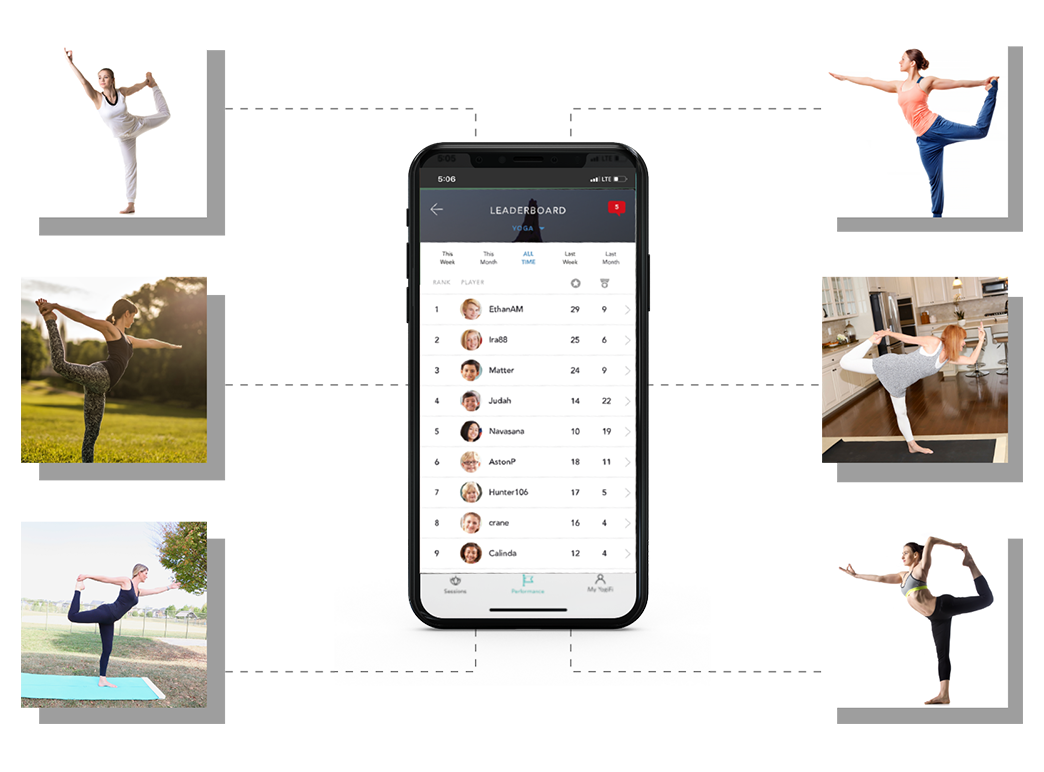 5:05 LTE
5:06 LTE
LEADERBOARD 5
YOGA
This Week This Month ALL TIME Last Week Last Month
RANK PLAYER
1 EthanAM 29 9
2 Ira88 25 6
3 Matter 24 9
4 Judah 14 22
5 Navasana 10 19
6 AstonP 18 11
7 Hunter106 17 5
8 crane 16 4
9 Calinda 12 4
Sessions Performance My YogiFi